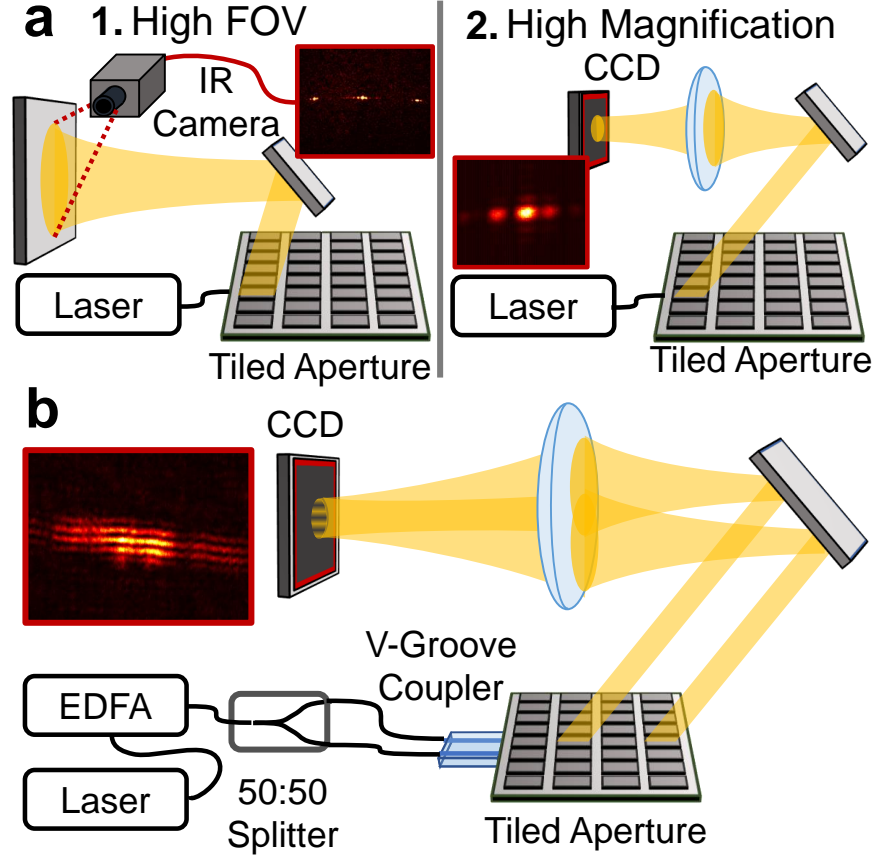 a
1. High FOV
IR
Camera
Laser
Tiled Aperture
2. High Magnification
CCD
Laser
Tiled Aperture
b
CCD
V-Groove
Coupler
EDFA
Laser
50:50
Splitter
Tiled Aperture